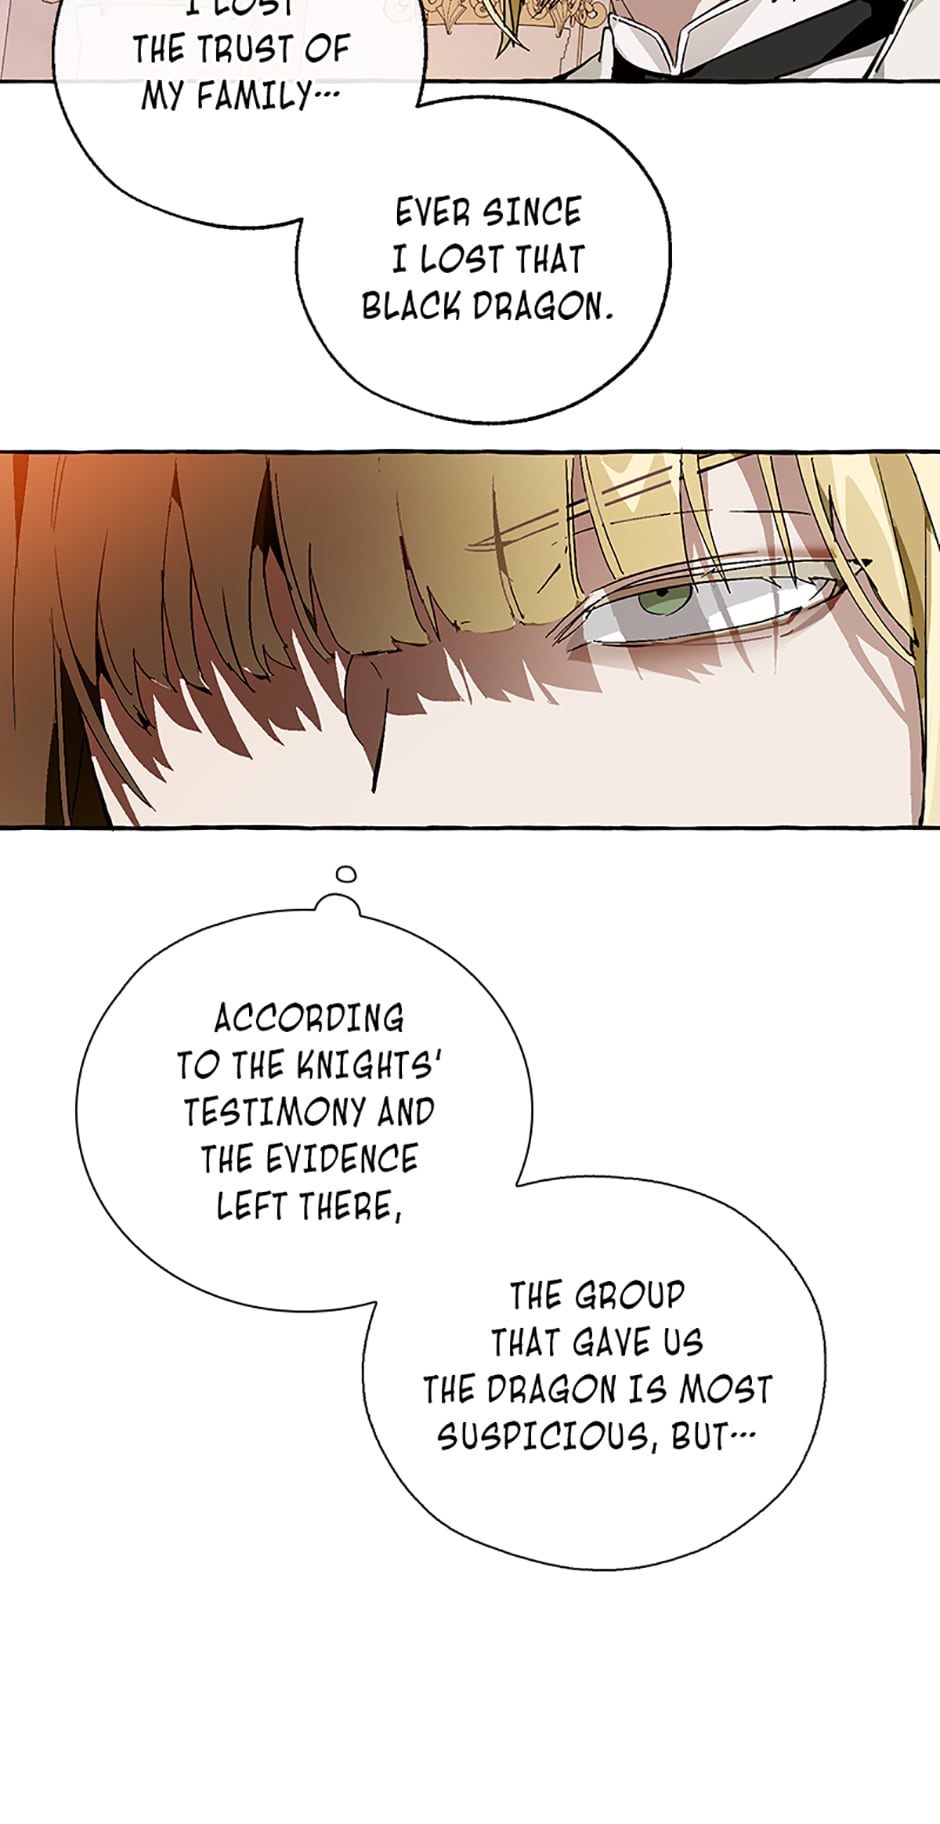 I LOST
THE TRUST OF
MY FAMILY...
EVER SINCE
I LOST THAT
BLACK DRAGON.
ACCORDING
TO THE KNIGHTS'
TESTIMONY AND
THE EVIDENCE
LEFT THERE,
THE GROUP
THAT GAVE US
THE DRAGON IS MOST
SUSPICIOUS, BUT...